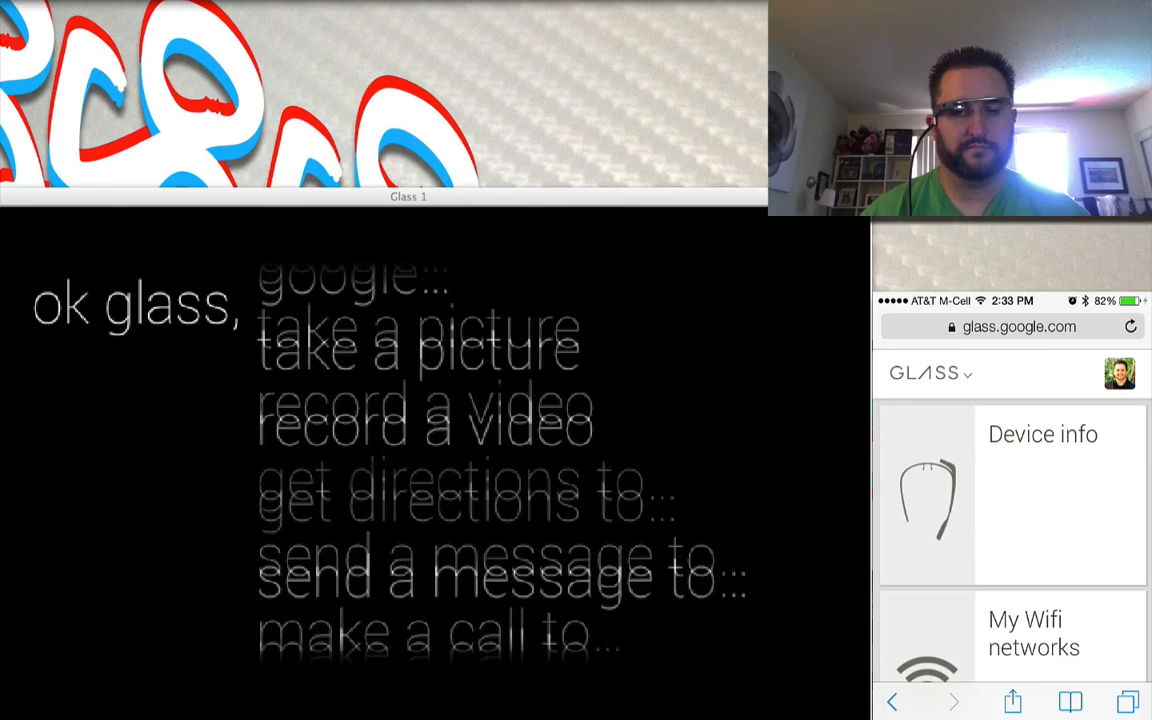 Glass 1
ok glass,
google...
take a picture
record a video
get directions to...
send a message to...
make a call to...
AT&T M-Cell 2:33 PM 82%
glass.google.com
GLASS
Device info
My Wifi
networks